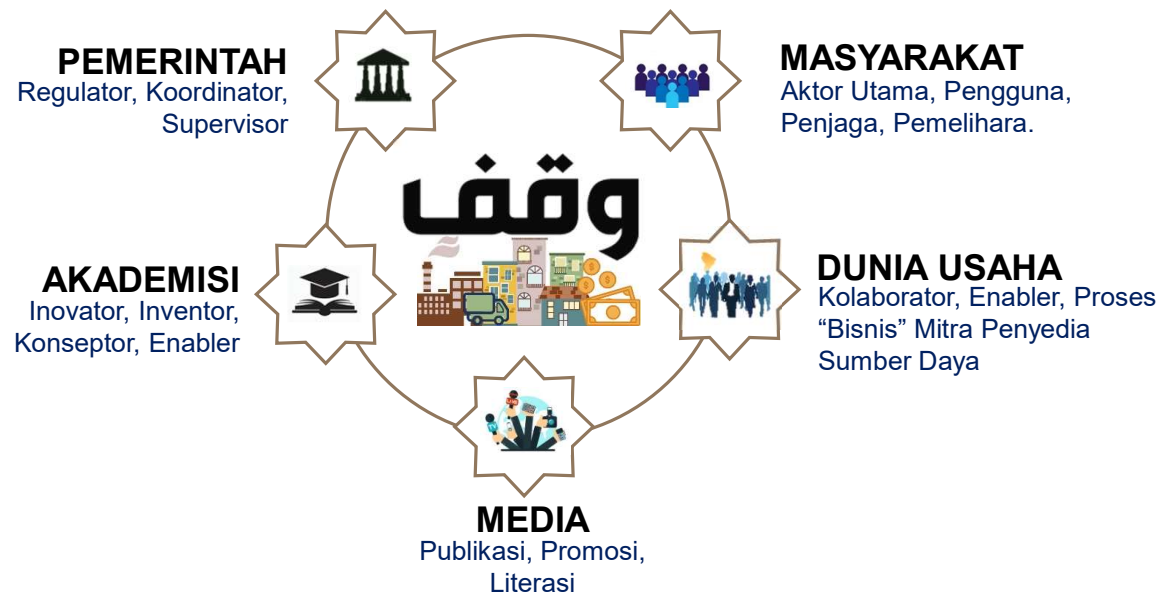 PEMERINTAH
Regulator, Koordinator,
Supervisor
MASYARAKAT
Aktor Utama, Pengguna,
Penjaga, Pemelihara.
وقف
AKADEMISI
Inovator, Inventor,
Konseptor, Enabler
DUNIA USAHA
Kolaborator, Enabler, Proses
“Bisnis” Mitra Penyedia
Sumber Daya
MEDIA
Publikasi, Promosi,
Literasi